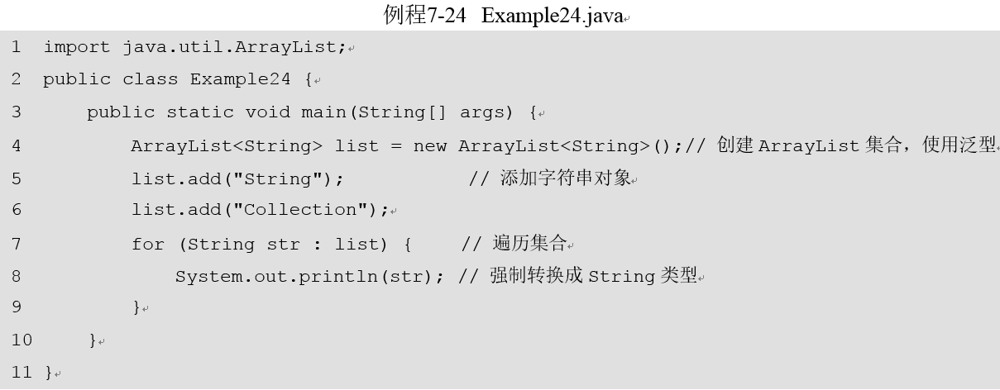 例程7-24 Example24.java
1 import java.util.ArrayList;
2 public class Example24 {
3     public static void main(String[] args) {
4         ArrayList<String> list = new ArrayList<String>();// 创建 ArrayList 集合，使用泛型
5         list.add("String");           // 添加字符串对象
6         list.add("Collection");
7         for (String str : list) {     // 遍历集合
8             System.out.println(str); // 强制转换成 String 类型
9         }
10     }
11 }